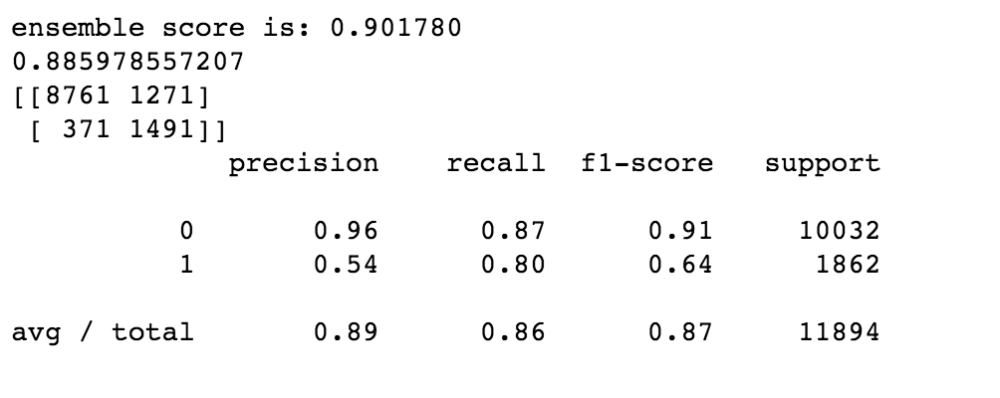 ensemble score is: 0.901780
0.885978557207
[[8761 1271]
 [ 371 1491]]
             precision    recall  f1-score   support

          0       0.96      0.87      0.91     10032
          1       0.54      0.80      0.64      1862

avg / total       0.89      0.86      0.87     11894